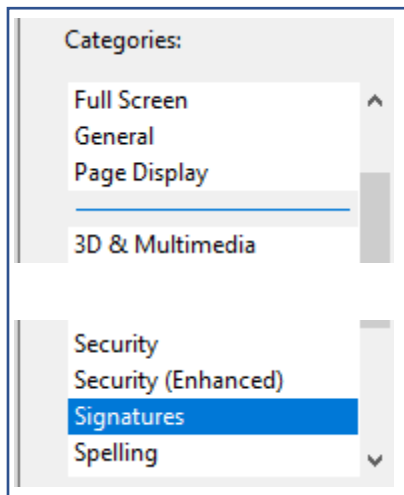 Categories:
Full Screen
General
Page Display
3D & Multimedia
Security
Security (Enhanced)
Signatures
Spelling